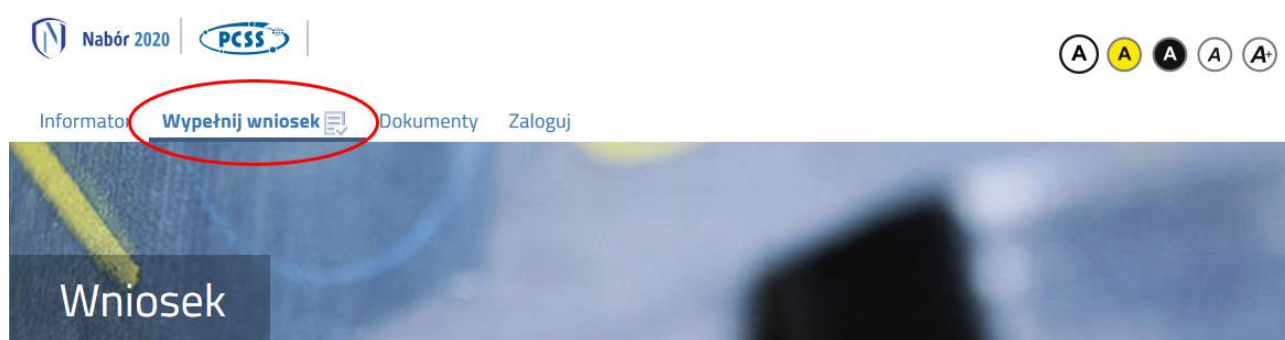 Nabór 2020 PCSS
A A A A A+
Informator Wypełnij wniosek Dokumenty Zaloguj
Wniosek